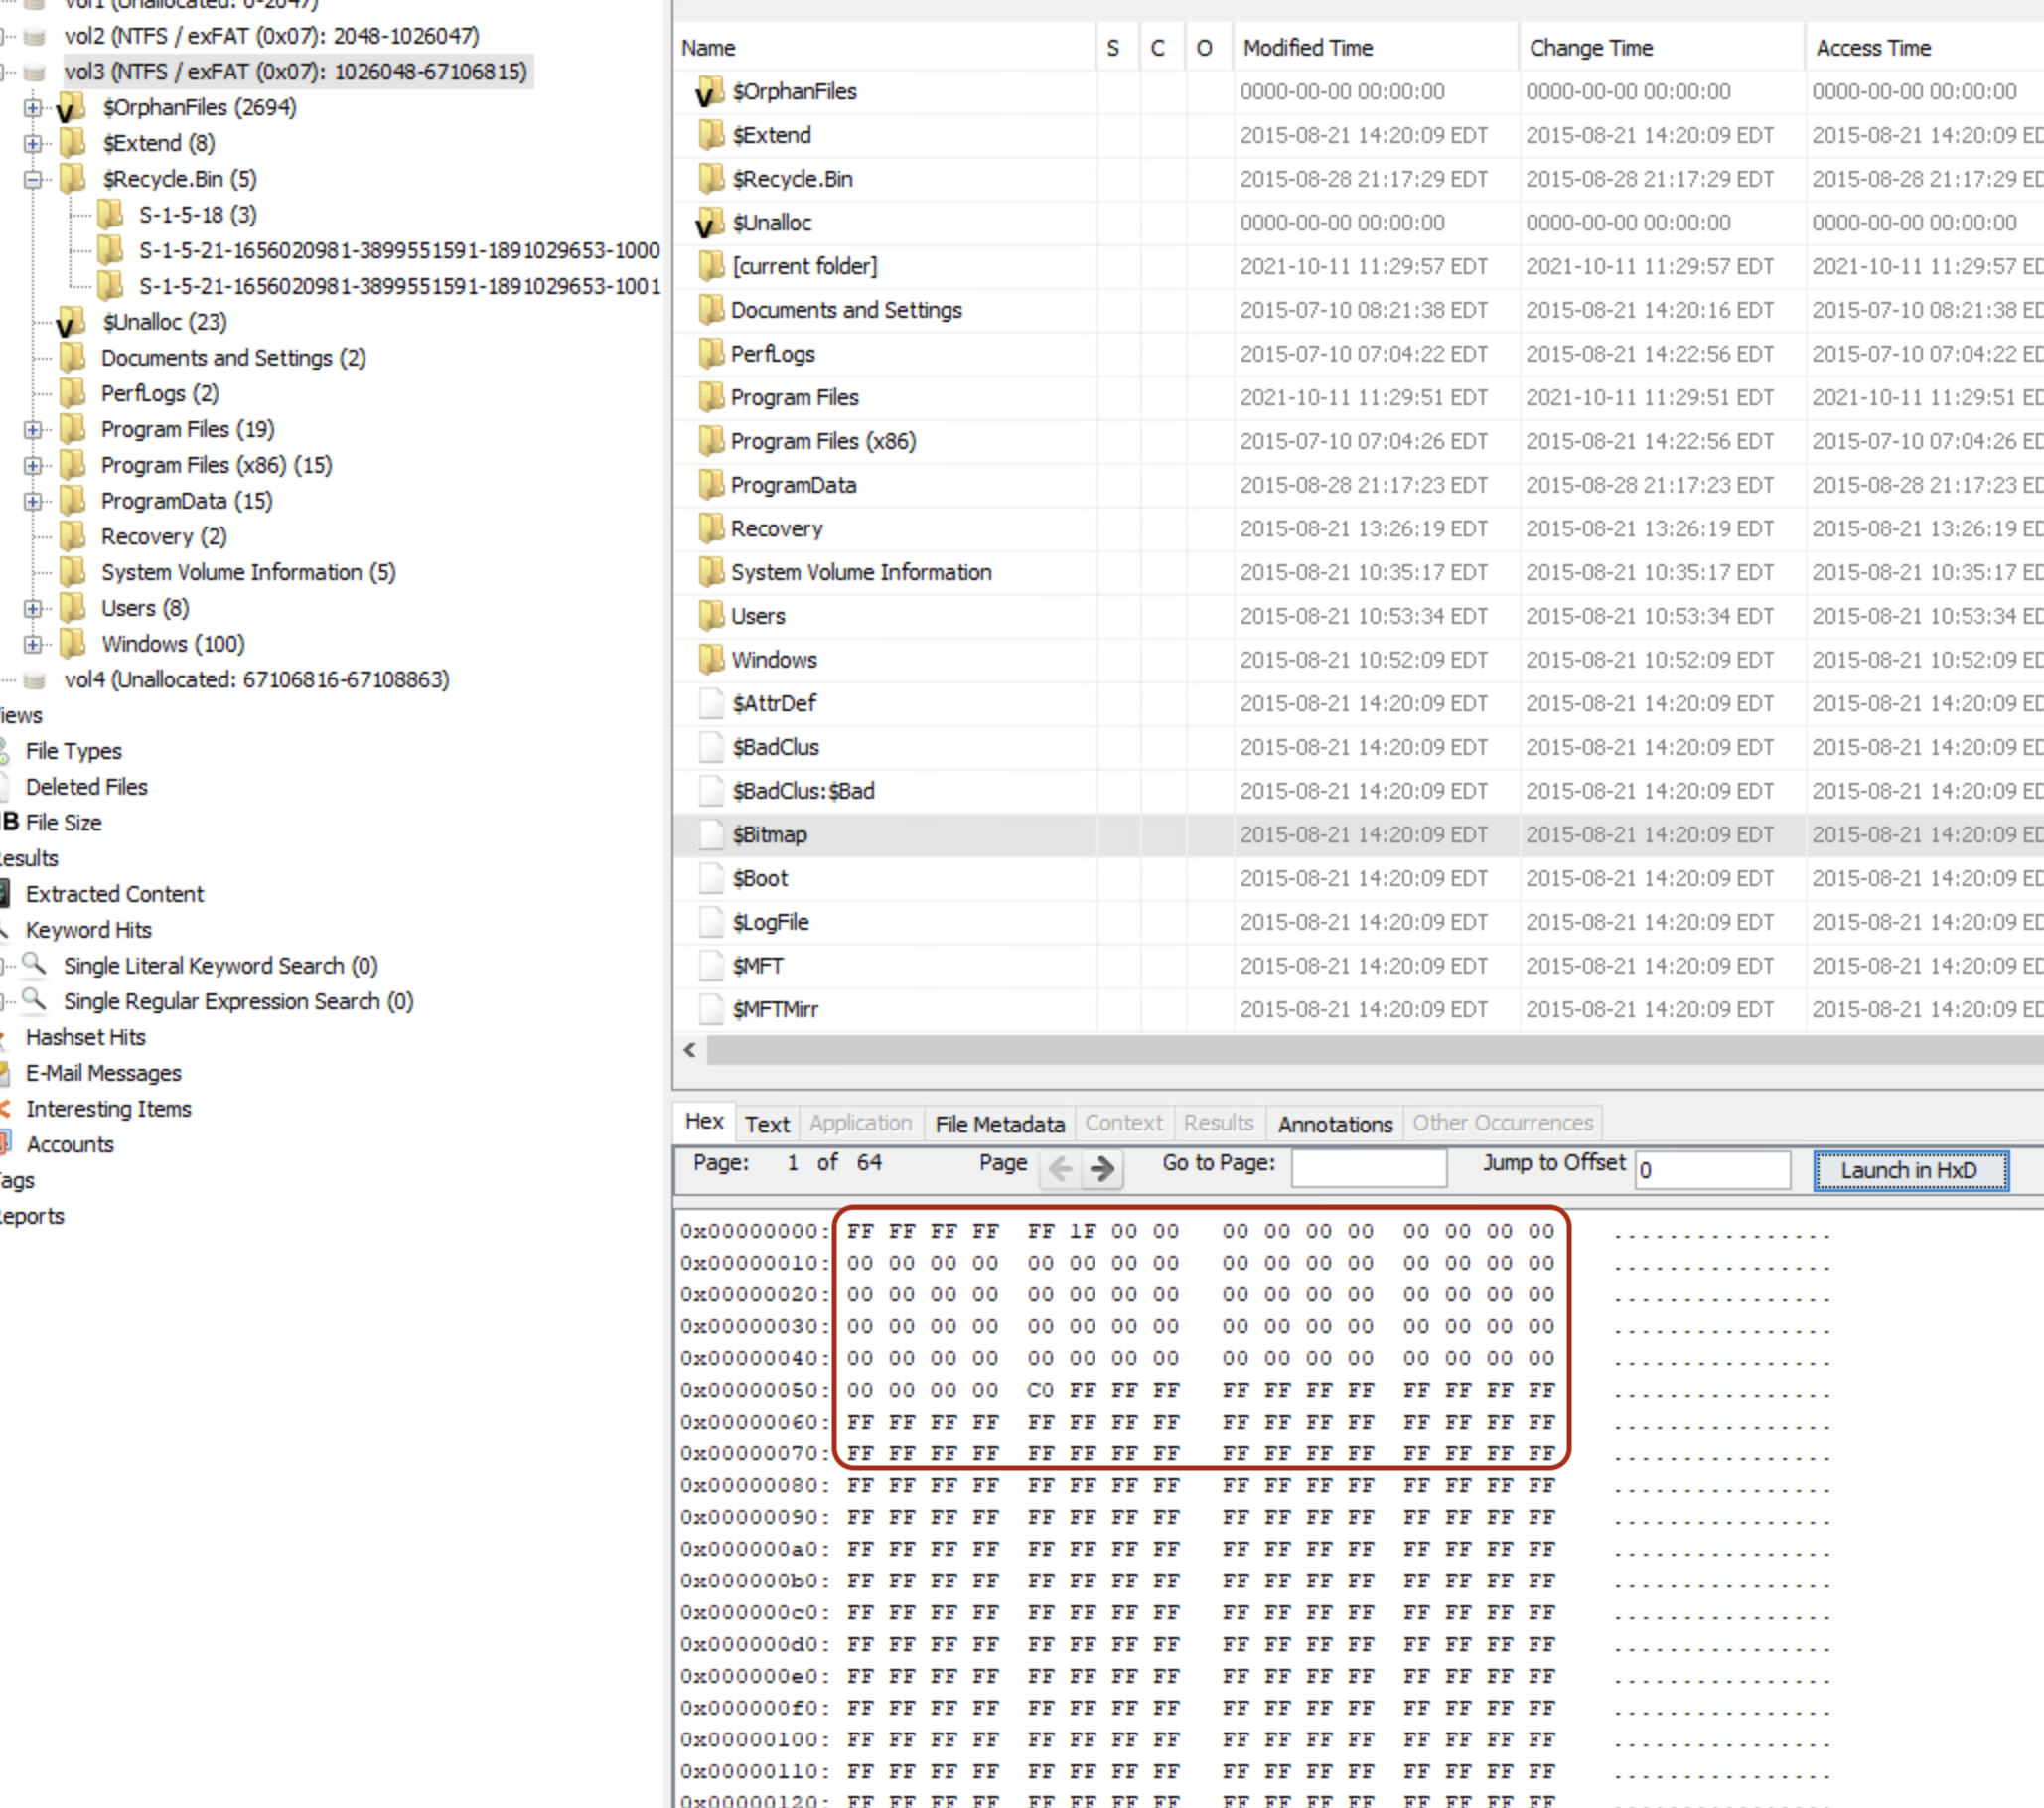 vol1 (Unallocated: 0-2047)
vol2 (NTFS / exFAT (0x07): 2048-1026047)
vol3 (NTFS / exFAT (0x07): 1026048-67106815)
$OrphanFiles (2694)
$Extend (8)
$Recycle.Bin (5)
S-1-5-18 (3)
S-1-5-21-1656020981-3899551591-1891029653-1000
S-1-5-21-1656020981-3899551591-1891029653-1001
$Unalloc (23)
Documents and Settings (2)
PerfLogs (2)
Program Files (19)
Program Files (x86) (15)
ProgramData (15)
Recovery (2)
System Volume Information (5)
Users (8)
Windows (100)
vol4 (Unallocated: 67106816-67108863)
iews
File Types
Deleted Files
B File Size
esults
Extracted Content
Keyword Hits
Single Literal Keyword Search (0)
Single Regular Expression Search (0)
Hashset Hits
E-Mail Messages
Interesting Items
Accounts
ags
eports
Name S C O Modified Time Change Time Access Time
$OrphanFiles 0000-00-00 00:00:00 0000-00-00 00:00:00 0000-00-00 00:00:00
$Extend 2015-08-21 14:20:09 EDT 2015-08-21 14:20:09 EDT 2015-08-21 14:20:09 ED
$Recycle.Bin 2015-08-28 21:17:29 EDT 2015-08-28 21:17:29 EDT 2015-08-28 21:17:29 ED
$Unalloc 0000-00-00 00:00:00 0000-00-00 00:00:00 0000-00-00 00:00:00
[current folder] 2021-10-11 11:29:57 EDT 2021-10-11 11:29:57 EDT 2021-10-11 11:29:57 ED
Documents and Settings 2015-07-10 08:21:38 EDT 2015-08-21 14:20:16 EDT 2015-07-10 08:21:38 ED
PerfLogs 2015-07-10 07:04:22 EDT 2015-08-21 14:22:56 EDT 2015-07-10 07:04:22 ED
Program Files 2021-10-11 11:29:51 EDT 2021-10-11 11:29:51 EDT 2021-10-11 11:29:51 ED
Program Files (x86) 2015-07-10 07:04:26 EDT 2015-08-21 14:22:56 EDT 2015-07-10 07:04:26 ED
ProgramData 2015-08-28 21:17:23 EDT 2015-08-28 21:17:23 EDT 2015-08-28 21:17:23 ED
Recovery 2015-08-21 13:26:19 EDT 2015-08-21 13:26:19 EDT 2015-08-21 13:26:19 ED
System Volume Information 2015-08-21 10:35:17 EDT 2015-08-21 10:35:17 EDT 2015-08-21 10:35:17 ED
Users 2015-08-21 10:53:34 EDT 2015-08-21 10:53:34 EDT 2015-08-21 10:53:34 ED
Windows 2015-08-21 10:52:09 EDT 2015-08-21 10:52:09 EDT 2015-08-21 10:52:09 ED
$AttrDef 2015-08-21 14:20:09 EDT 2015-08-21 14:20:09 EDT 2015-08-21 14:20:09 ED
$BadClus 2015-08-21 14:20:09 EDT 2015-08-21 14:20:09 EDT 2015-08-21 14:20:09 ED
$BadClus:$Bad 2015-08-21 14:20:09 EDT 2015-08-21 14:20:09 EDT 2015-08-21 14:20:09 ED
$Bitmap 2015-08-21 14:20:09 EDT 2015-08-21 14:20:09 EDT 2015-08-21 14:20:09 ED
$Boot 2015-08-21 14:20:09 EDT 2015-08-21 14:20:09 EDT 2015-08-21 14:20:09 ED
$LogFile 2015-08-21 14:20:09 EDT 2015-08-21 14:20:09 EDT 2015-08-21 14:20:09 ED
$MFT 2015-08-21 14:20:09 EDT 2015-08-21 14:20:09 EDT 2015-08-21 14:20:09 ED
$MFTMirr 2015-08-21 14:20:09 EDT 2015-08-21 14:20:09 EDT 2015-08-21 14:20:09 ED
Hex Text Application File Metadata Context Results Annotations Other Occurrences
Page: 1 of 64 Page Go to Page: Jump to Offset 0 Launch in HxD
0x00000000: FF FF FF FF FF 1F 00 00 00 00 00 00 00 00 00 00 ................
0x00000010: 00 00 00 00 00 00 00 00 00 00 00 00 00 00 00 00 ................
0x00000020: 00 00 00 00 00 00 00 00 00 00 00 00 00 00 00 00 ................
0x00000030: 00 00 00 00 00 00 00 00 00 00 00 00 00 00 00 00 ................
0x00000040: 00 00 00 00 00 00 00 00 00 00 00 00 00 00 00 00 ................
0x00000050: 00 00 00 00 C0 FF FF FF FF FF FF FF FF FF FF FF ................
0x00000060: FF FF FF FF FF FF FF FF FF FF FF FF FF FF FF FF ................
0x00000070: FF FF FF FF FF FF FF FF FF FF FF FF FF FF FF FF ................
0x00000080: FF FF FF FF FF FF FF FF FF FF FF FF FF FF FF FF ................
0x00000090: FF FF FF FF FF FF FF FF FF FF FF FF FF FF FF FF ................
0x000000a0: FF FF FF FF FF FF FF FF FF FF FF FF FF FF FF FF ................
0x000000b0: FF FF FF FF FF FF FF FF FF FF FF FF FF FF FF FF ................
0x000000c0: FF FF FF FF FF FF FF FF FF FF FF FF FF FF FF FF ................
0x000000d0: FF FF FF FF FF FF FF FF FF FF FF FF FF FF FF FF ................
0x000000e0: FF FF FF FF FF FF FF FF FF FF FF FF FF FF FF FF ................
0x000000f0: FF FF FF FF FF FF FF FF FF FF FF FF FF FF FF FF ................
0x00000100: FF FF FF FF FF FF FF FF FF FF FF FF FF FF FF FF ................
0x00000110: FF FF FF FF FF FF FF FF FF FF FF FF FF FF FF FF ................
0x00000120: FF FF FF FF FF FF FF FF FF FF FF FF FF FF FF FF ................